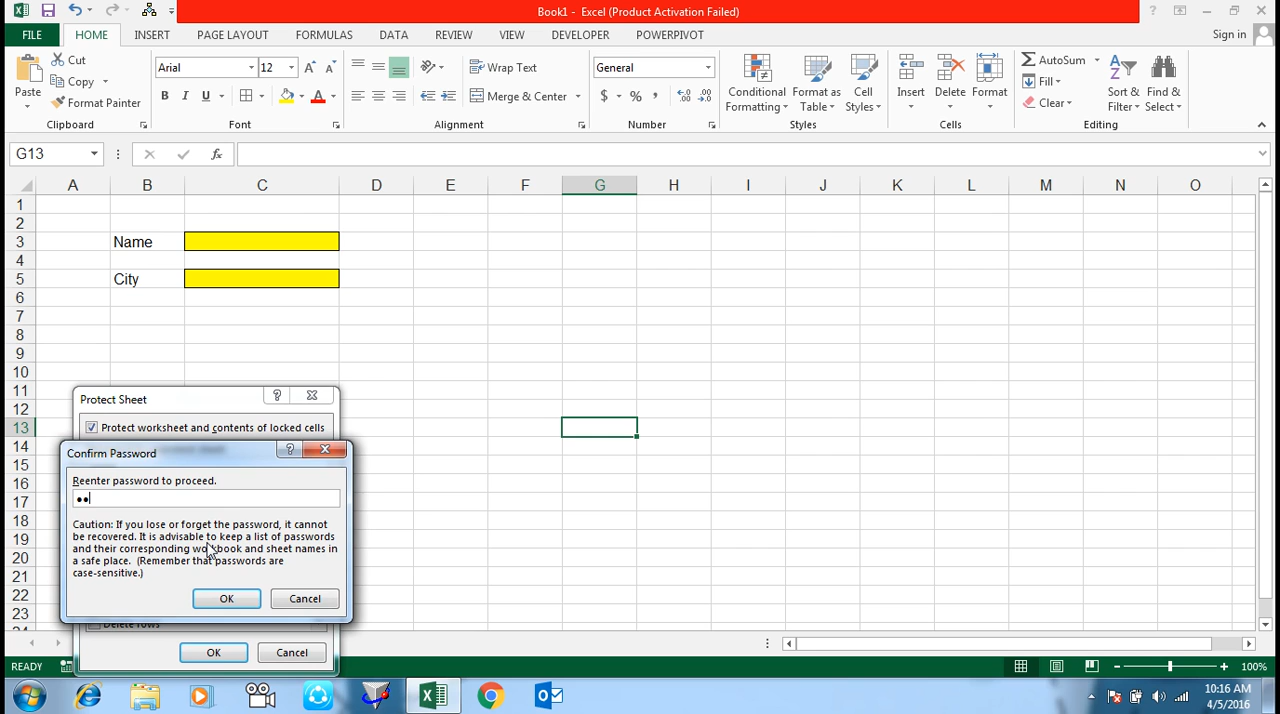 Book1 - Excel (Product Activation Failed)
FILE HOME INSERT PAGE LAYOUT FORMULAS DATA REVIEW VIEW DEVELOPER POWERPIVOT Sign in
Paste
Cut
Copy
Format Painter
Clipboard
Arial 12
B I U A
Font
Wrap Text
Merge & Center
Alignment
General
$ % ,
Number
Conditional Formatting
Format as Table
Cell Styles
Styles
Insert
Delete
Format
Cells
AutoSum
Fill
Clear
Sort & Filter
Find & Select
Editing
G13 fx
A B C D E F G H I J K L M N O
1
2
3 Name
4
5 City
6
7
8
9
10
11
12
13
14
15
16
17
18
19
20
21
22
23
24
Protect Sheet
Protect worksheet and contents of locked cells
Confirm Password
Reenter password to proceed.
Caution: If you lose or forget the password, it cannot
be recovered. It is advisable to keep a list of passwords
and their corresponding workbook and sheet names in
a safe place. (Remember that passwords are
case-sensitive.)
OK Cancel
Delete rows
OK Cancel
READY 100%
10:16 AM
4/5/2016